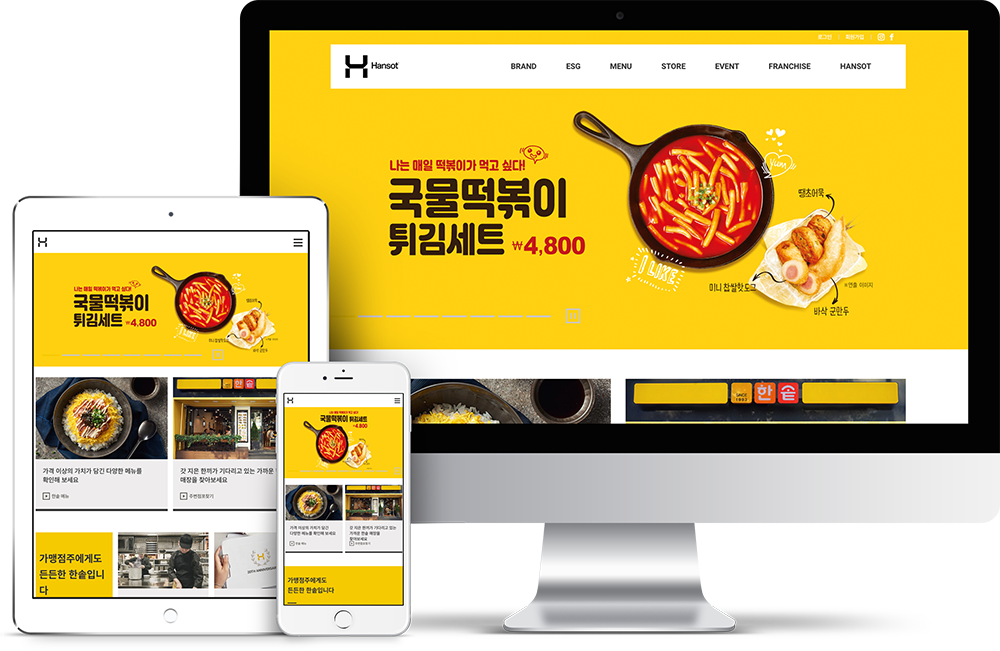 로그인
회원가입
Hansot
BRAND
ESG
MENU
STORE
EVENT
FRANCHISE
HANSOT
나는 매일 떡볶이가 먹고 싶다!
국물떡볶이
튀김세트 ₩4,800
Yum
I LIKE
땡초어묵
미니 찹쌀핫도그
바삭 군만두
※연출 이미지
SINCE
1993
한솥
나는 매일 떡볶이가 먹고 싶다!
국물떡볶이
튀김세트 ₩4,800
I LIKE
땡초어묵
미니 찹쌀핫도그
바삭 군만두
한솥
가격 이상의 가치가 담긴 다양한 메뉴를
확인해 보세요
한솥 메뉴
갓 지은 한끼가 기다리고 있는 가까운
매장을 찾아보세요
주변점포찾기
가맹점주에게도
든든한 한솥입니
다
나는 매일 떡볶이가 먹고 싶다!
국물떡볶이 튀김세트
₩4,800
가격 이상의 가치가 담긴
다양한 메뉴를 확인해 보세요
한솥 메뉴
갓 지은 한끼가 기다리고 있는
가까운 한솥 매장을
찾아보세요
주변점포찾기
가맹점주에게도
든든한 한솥입니다